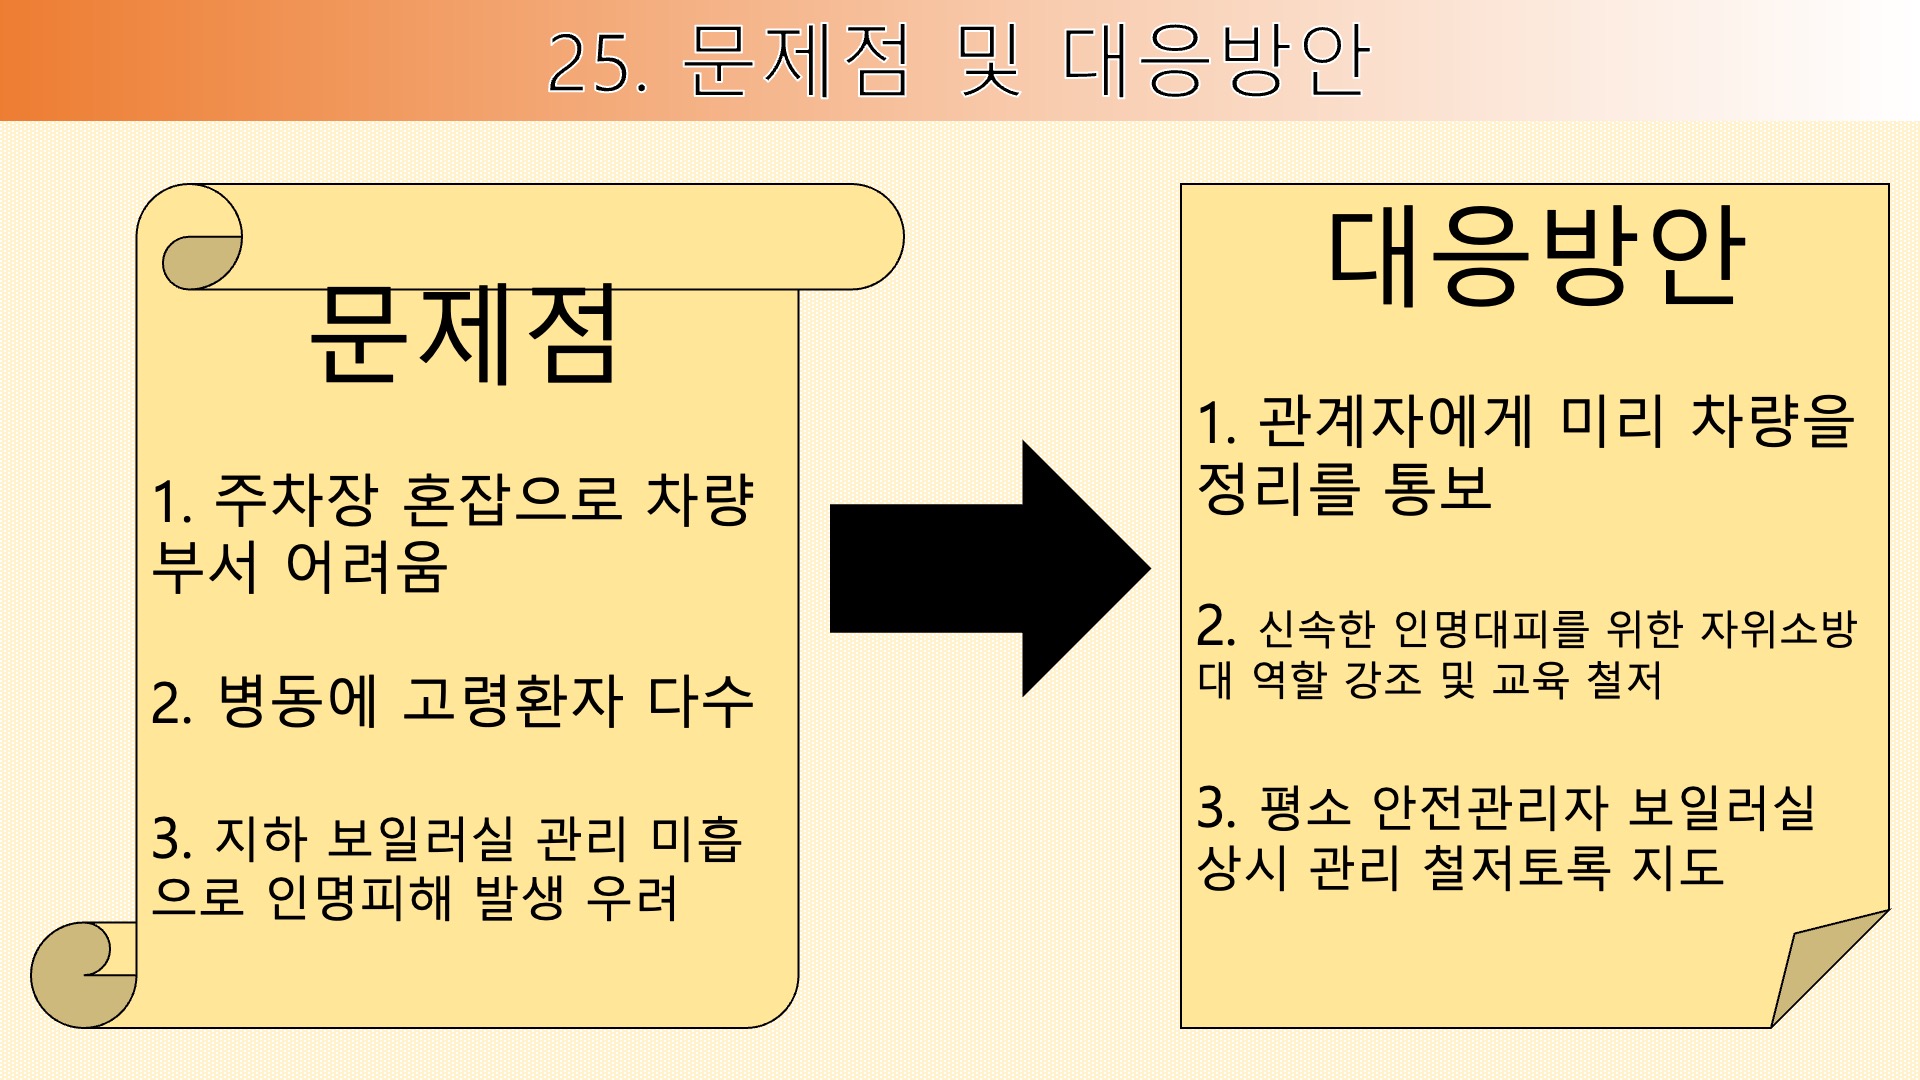 25. 문제점 및 대응방안
문제점
1. 주차장 혼잡으로 차량
부서 어려움
2. 병동에 고령환자 다수
3. 지하 보일러실 관리 미흡
으로 인명피해 발생 우려
대응방안
1. 관계자에게 미리 차량을
정리를 통보
2. 신속한 인명대피를 위한 자위소방
대 역할 강조 및 교육 철저
3. 평소 안전관리자 보일러실
상시 관리 철저토록 지도